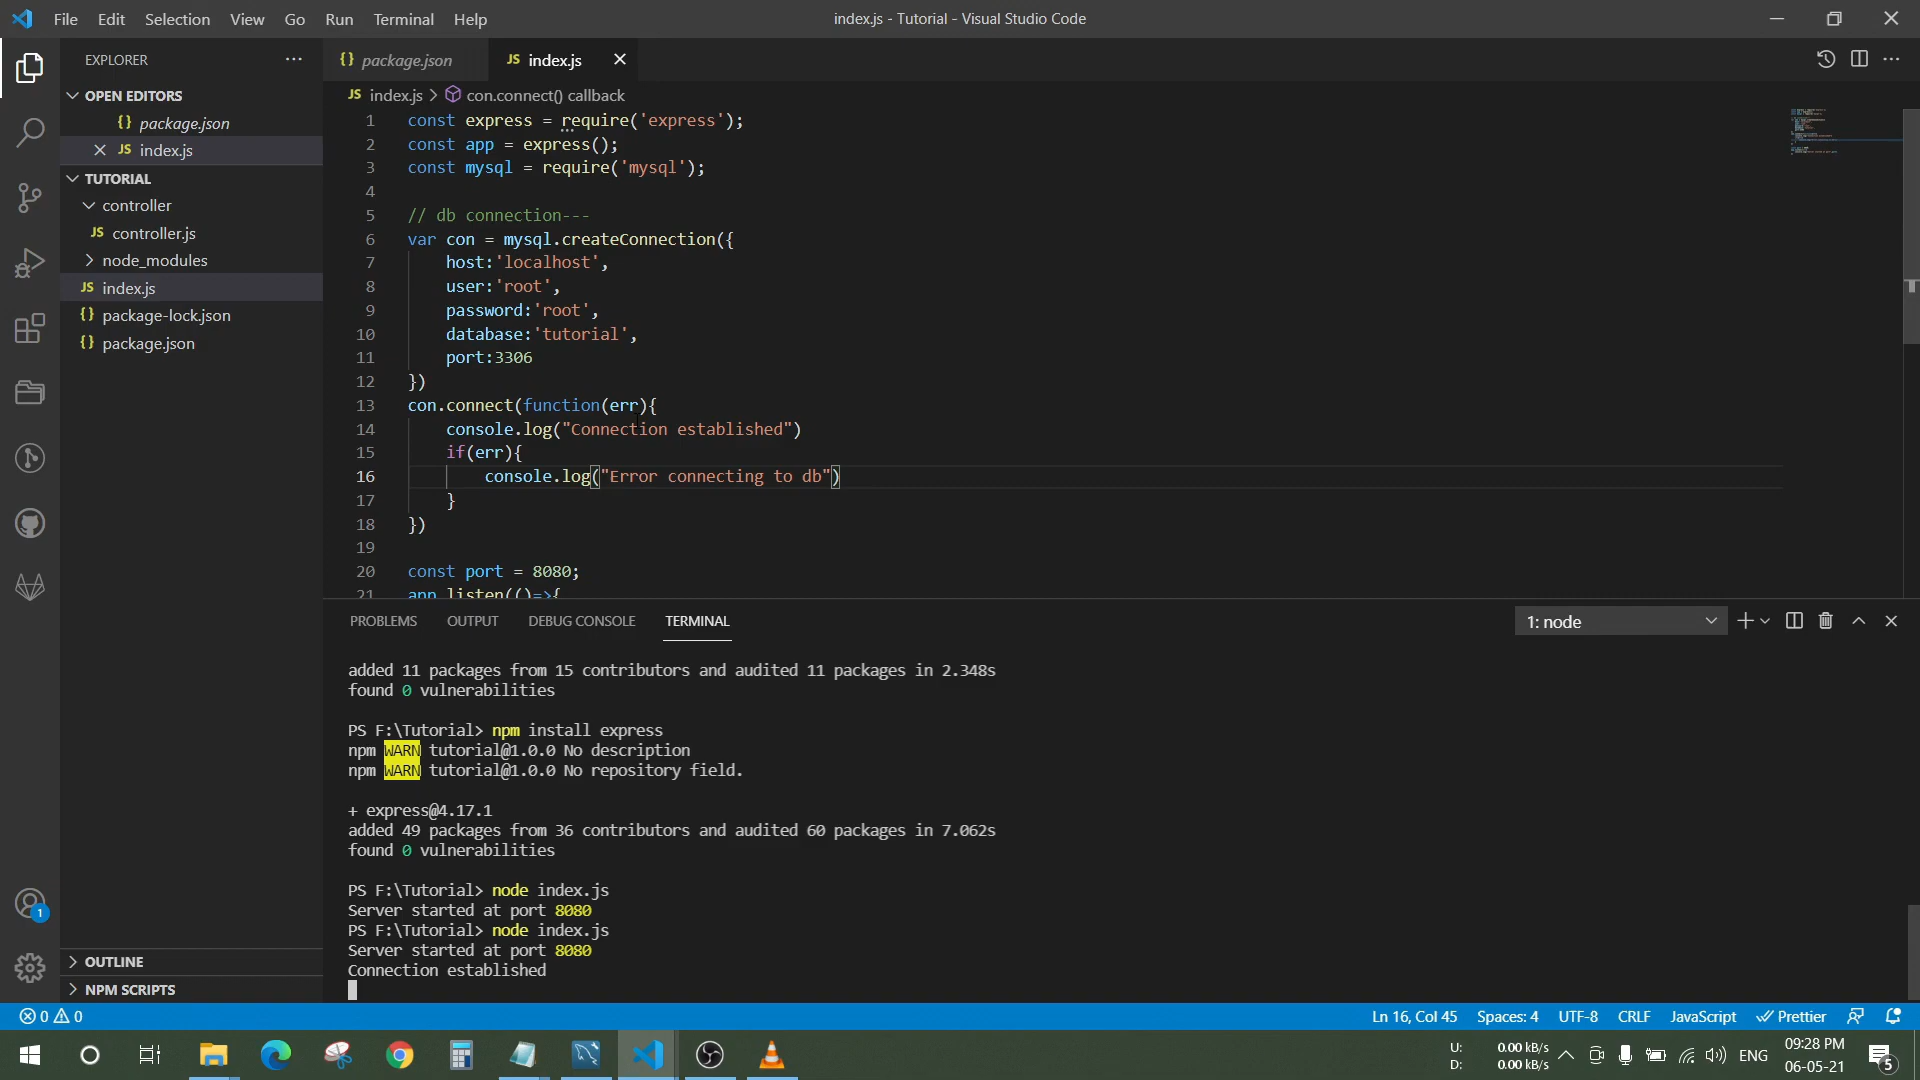 File Edit Selection View Go Run Terminal Help
index.js - Tutorial - Visual Studio Code
EXPLORER
OPEN EDITORS
{} package.json
JS index.js
TUTORIAL
controller
JS controller.js
node_modules
JS index.js
{} package-lock.json
{} package.json
OUTLINE
NPM SCRIPTS
{} package.json
JS index.js
JS index.js > con.connect() callback
1 const express = require('express');
2 const app = express();
3 const mysql = require('mysql');
4
5 // db connection---
6 var con = mysql.createConnection({
7 host:'localhost',
8 user:'root',
9 password:'root',
10 database:'tutorial',
11 port:3306
12 })
13 con.connect(function(err){
14 console.log("Connection established")
15 if(err){
16 console.log("Error connecting to db")
17 }
18 })
19
20 const port = 8080;
21 app.listen(()=>{
PROBLEMS OUTPUT DEBUG CONSOLE TERMINAL
1: node
added 11 packages from 15 contributors and audited 11 packages in 2.348s
found 0 vulnerabilities
PS F:\Tutorial> npm install express
npm WARN tutorial@1.0.0 No description
npm WARN tutorial@1.0.0 No repository field.
+ express@4.17.1
added 49 packages from 36 contributors and audited 60 packages in 7.062s
found 0 vulnerabilities
PS F:\Tutorial> node index.js
Server started at port 8080
PS F:\Tutorial> node index.js
Server started at port 8080
Connection established
1
0 0
Ln 16, Col 45 Spaces: 4 UTF-8 CRLF JavaScript Prettier
U: 0.00 kB/s
D: 0.00 kB/s
ENG
09:28 PM
06-05-21
5